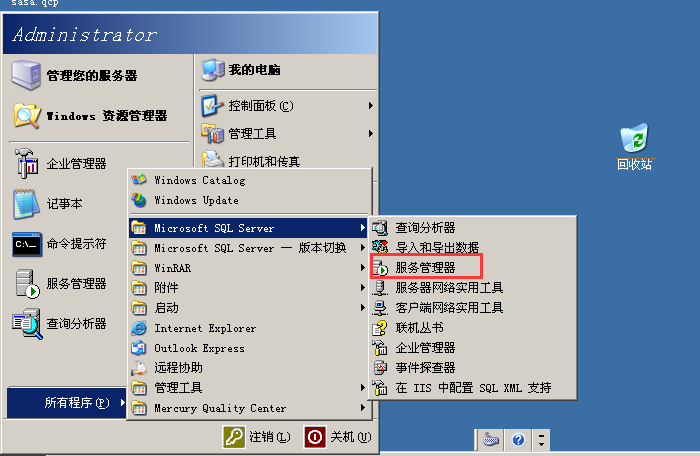 sasa.qcp
Administrator
管理您的服务器
Windows 资源管理器
企业管理器
记事本
命令提示符
服务管理器
查询分析器
所有程序(P)
我的电脑
控制面板(C)
管理工具
打印机和传真
Windows Catalog
Windows Update
Microsoft SQL Server
Microsoft SQL Server — 版本切换
WinRAR
附件
启动
Internet Explorer
Outlook Express
远程协助
管理工具
Mercury Quality Center
查询分析器
导入和导出数据
服务管理器
服务器网络实用工具
客户端网络实用工具
联机丛书
企业管理器
事件探查器
在 IIS 中配置 SQL XML 支持
注销(L)
关机(U)
回收站
C:\_